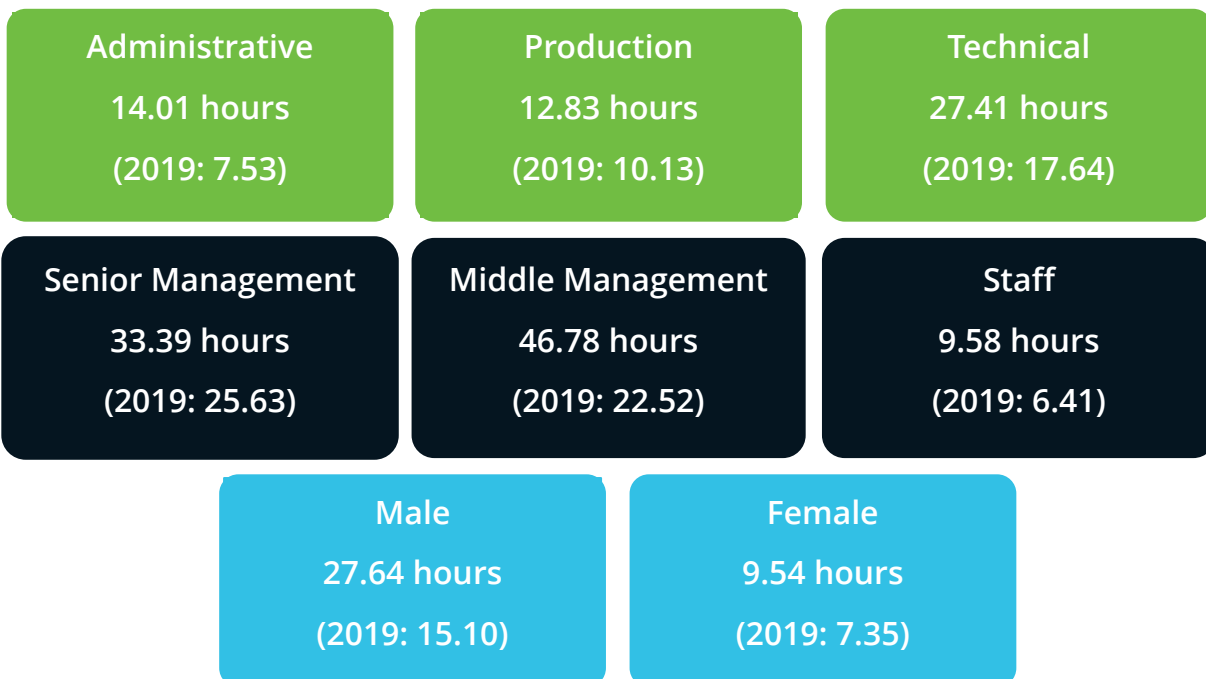 Administrative
14.01 hours
(2019: 7.53)
Production
12.83 hours
(2019: 10.13)
Technical
27.41 hours
(2019: 17.64)
Senior Management
33.39 hours
(2019: 25.63)
Middle Management
46.78 hours
(2019: 22.52)
Staff
9.58 hours
(2019: 6.41)
Male
27.64 hours
(2019: 15.10)
Female
9.54 hours
(2019: 7.35)